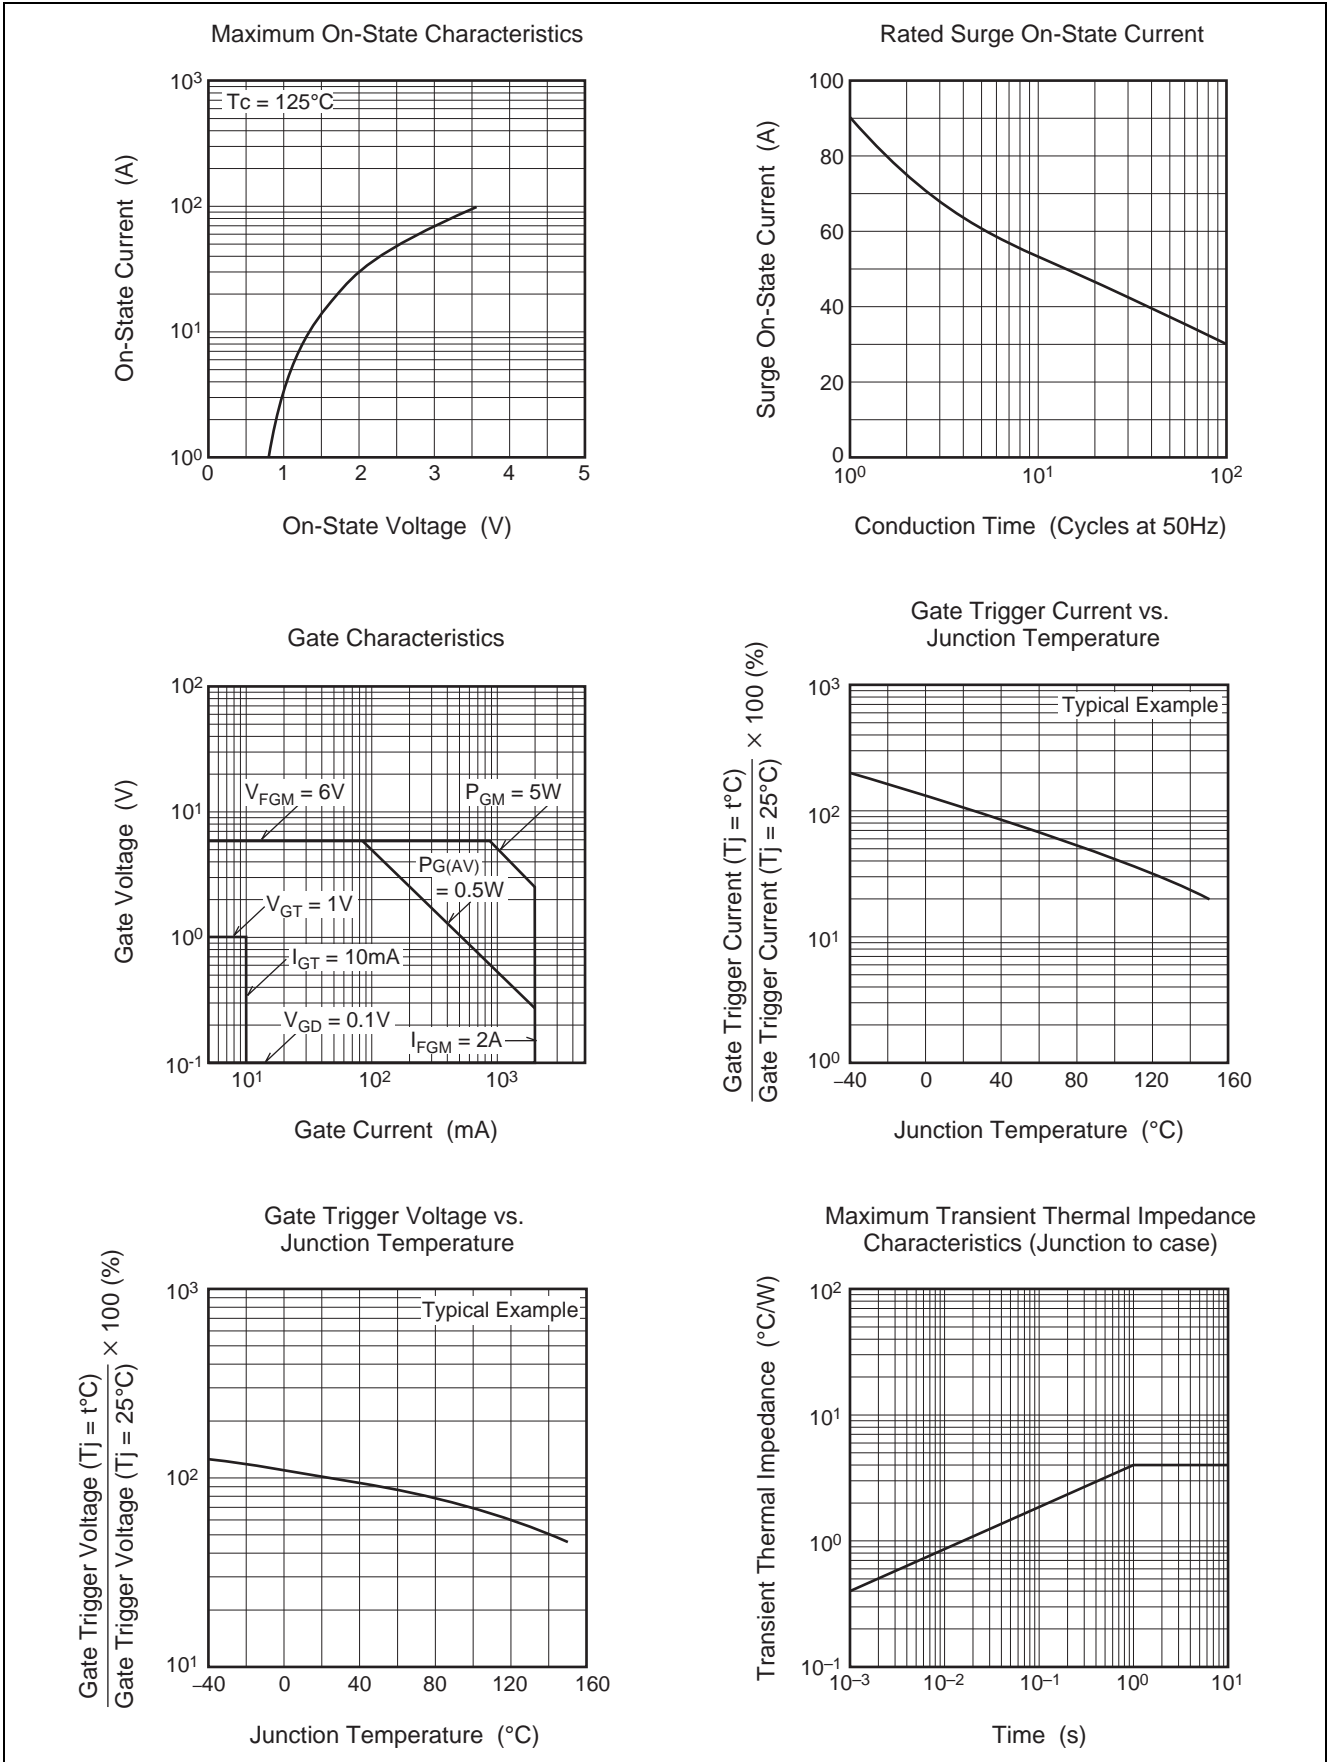 Maximum On-State Characteristics
10³
Tc = 125°C
10²
10¹
10⁰
0 1 2 3 4 5
On-State Current (A)
On-State Voltage (V)
Rated Surge On-State Current
100
80
60
40
20
0
10⁰ 10¹ 10²
Surge On-State Current (A)
Conduction Time (Cycles at 50Hz)
Gate Characteristics
10²
10¹
10⁰
10-1
10¹ 10² 10³
VFGM = 6V
PGM = 5W
PG(AV)
= 0.5W
VGT = 1V
IGT = 10mA
VGD = 0.1V
IFGM = 2A
Gate Voltage (V)
Gate Current (mA)
Gate Trigger Current vs.
Junction Temperature
10³
Typical Example
10²
10¹
10⁰
–40 0 40 80 120 160
Gate Trigger Current (Tj = t°C)
Gate Trigger Current (Tj = 25°C)
× 100 (%)
Junction Temperature (°C)
Gate Trigger Voltage vs.
Junction Temperature
10³
Typical Example
10²
10¹
–40 0 40 80 120 160
Gate Trigger Voltage (Tj = t°C)
Gate Trigger Voltage (Tj = 25°C)
× 100 (%)
Junction Temperature (°C)
Maximum Transient Thermal Impedance
Characteristics (Junction to case)
10²
10¹
10⁰
10–1
10–3 10–2 10–1 10⁰ 10¹
Transient Thermal Impedance (°C/W)
Time (s)